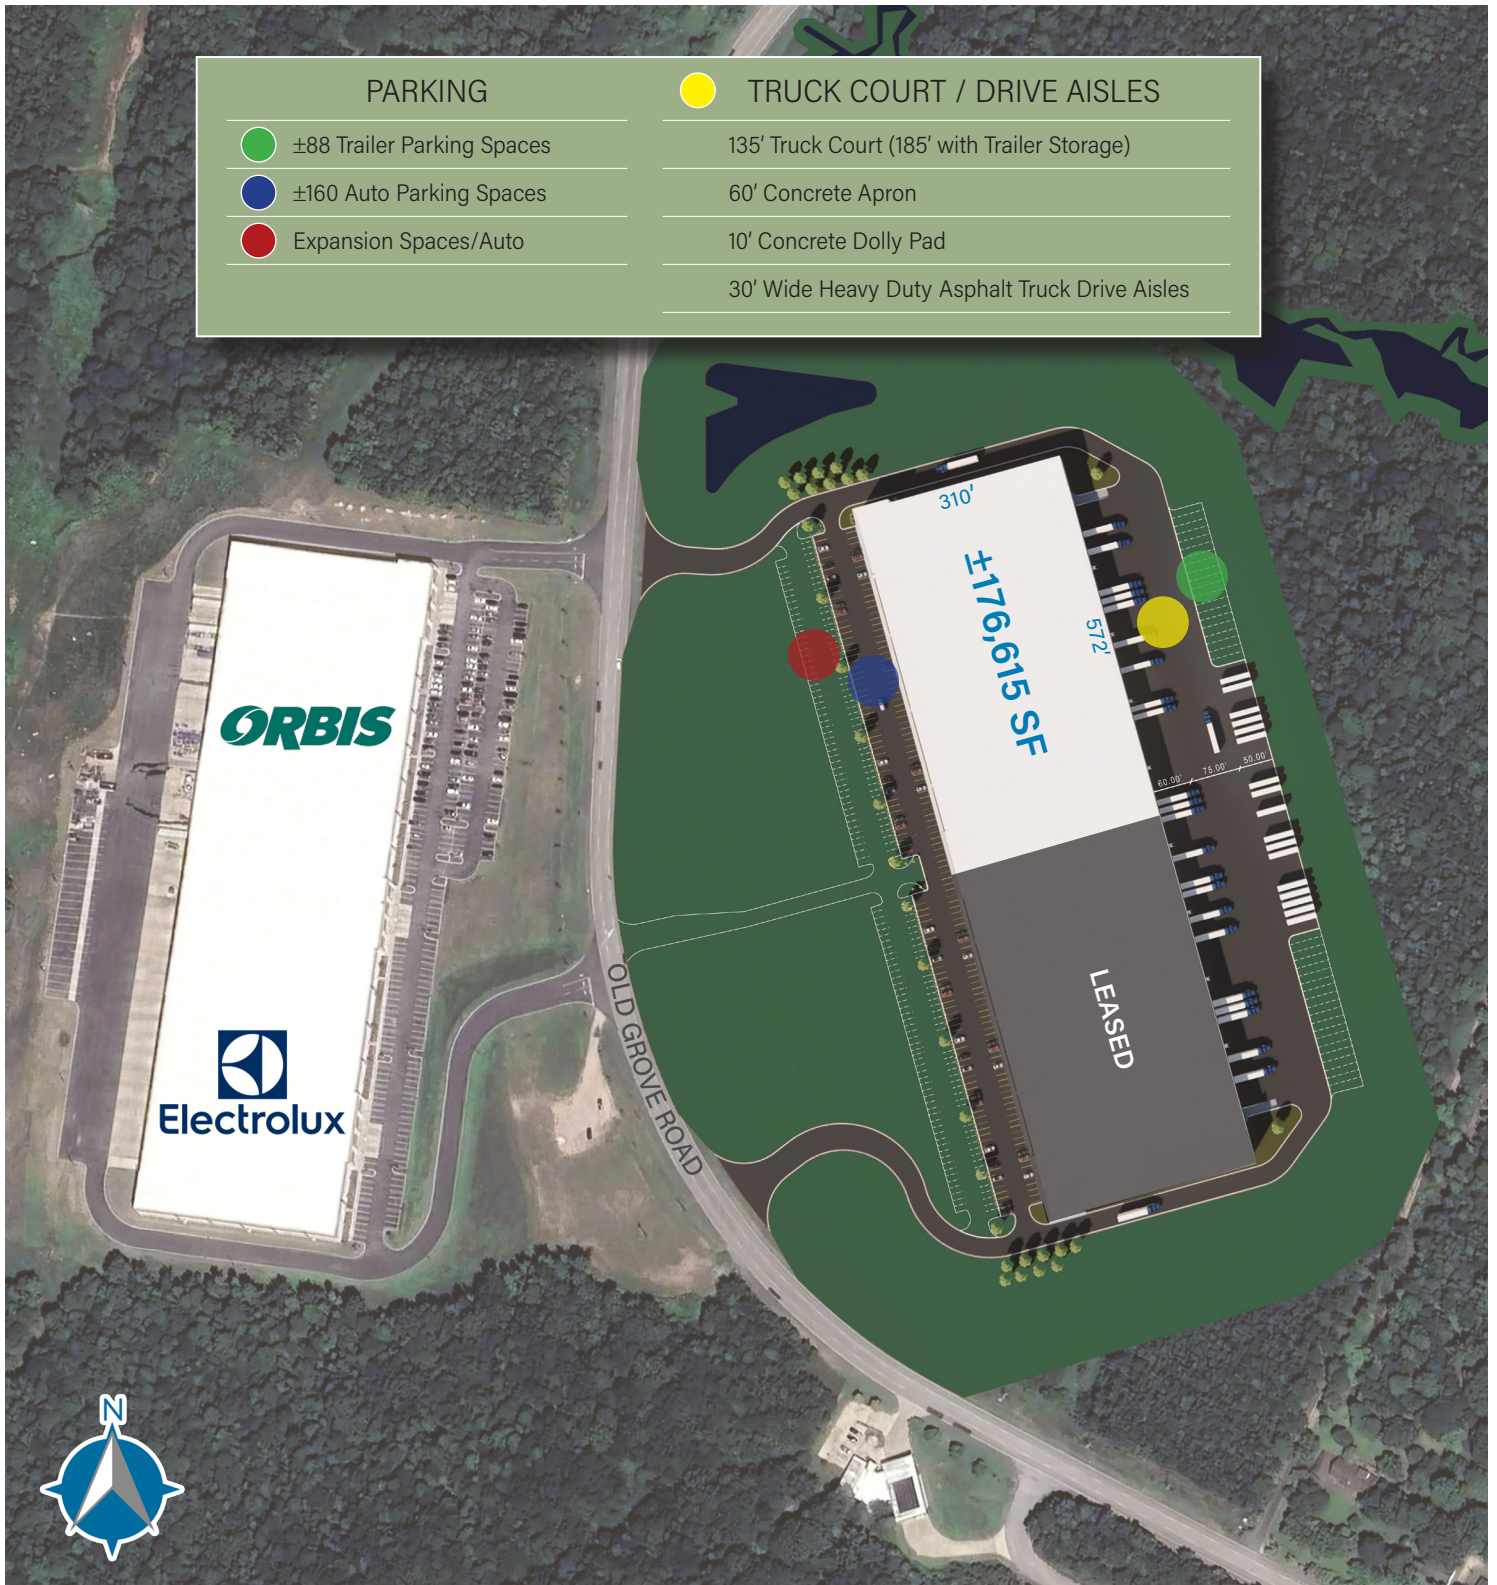 PARKING
±88 Trailer Parking Spaces
±160 Auto Parking Spaces
Expansion Spaces/Auto
TRUCK COURT / DRIVE AISLES
135′ Truck Court (185′ with Trailer Storage)
60′ Concrete Apron
10′ Concrete Dolly Pad
30′ Wide Heavy Duty Asphalt Truck Drive Aisles
310′
±176,615 SF
572′
ORBIS
60.00' 75.00' 50.00'
LEASED
OLD GROVE ROAD
Electrolux
N